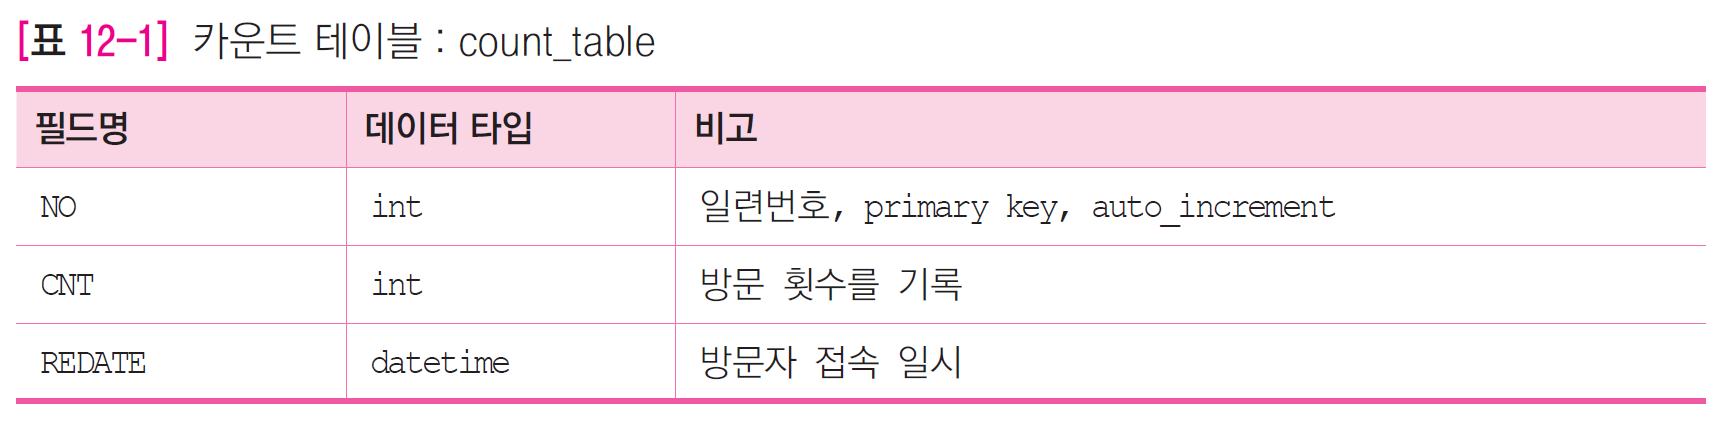 [표 12-1] 카운트 테이블 : count_table
필드명 데이터 타입 비고
NO int 일련번호, primary key, auto_increment
CNT int 방문 횟수를 기록
REDATE datetime 방문자 접속 일시